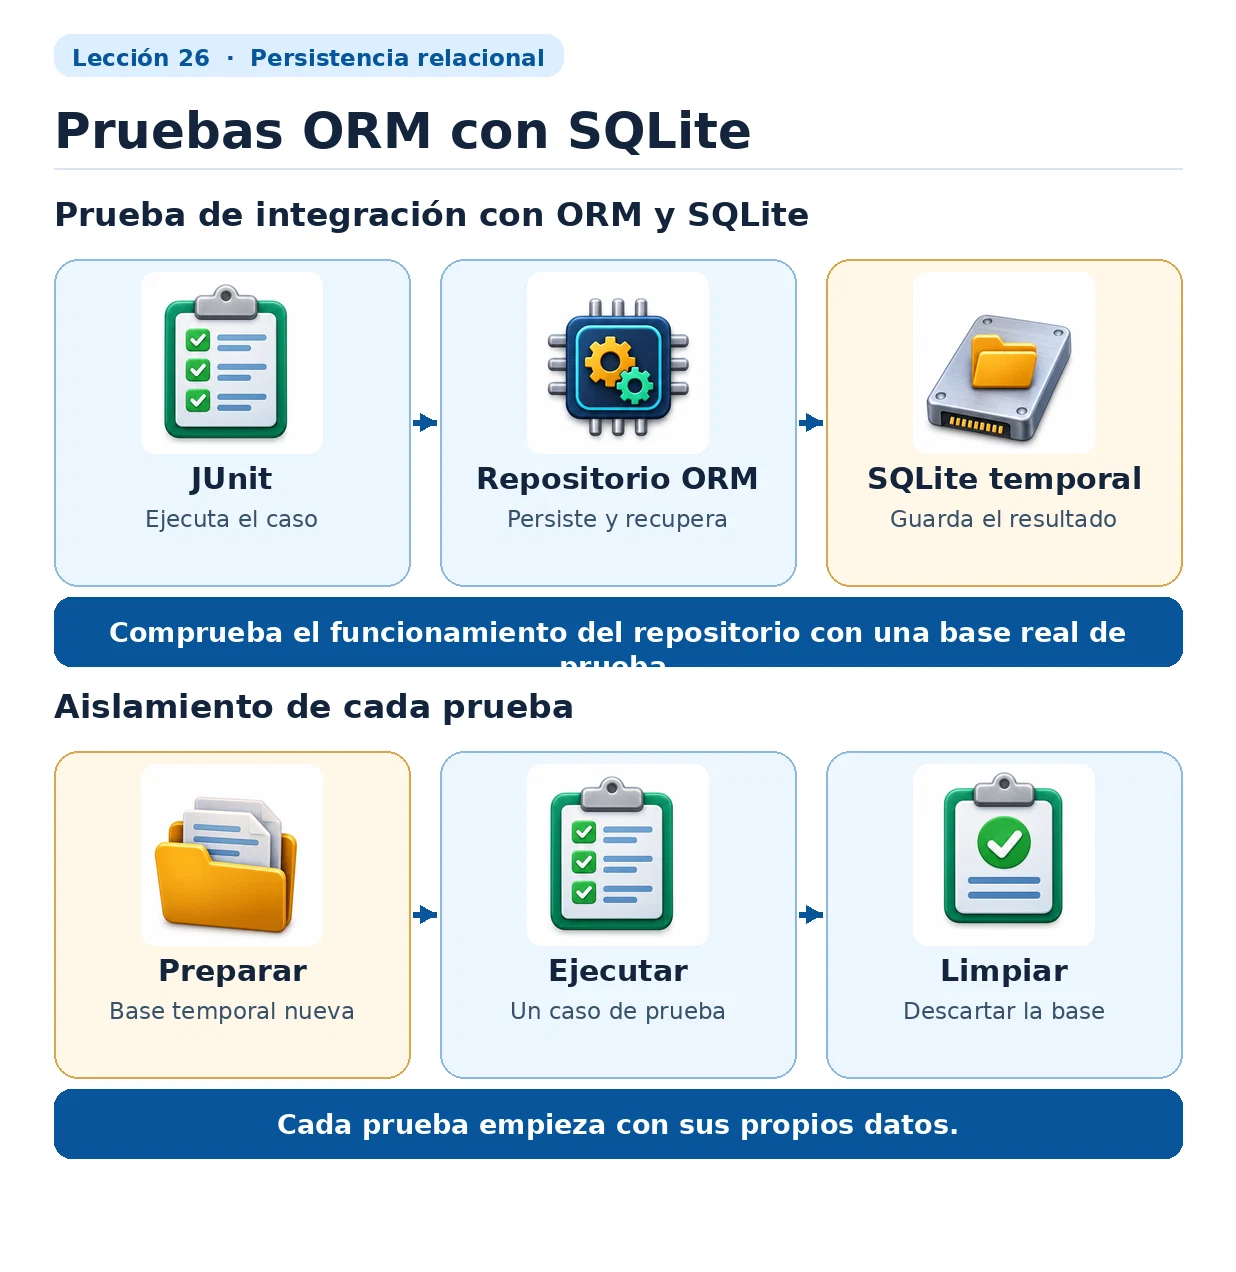 Lección 26 · Persistencia relacional
Pruebas ORM con SQLite
Prueba de integración con ORM y SQLite
JUnit
Ejecuta el caso
Repositorio ORM
Persiste y recupera
SQLite temporal
Guarda el resultado
Comprueba el funcionamiento del repositorio con una base real de
prueba.
Aislamiento de cada prueba
Preparar
Base temporal nueva
Ejecutar
Un caso de prueba
Limpiar
Descartar la base
Cada prueba empieza con sus propios datos.